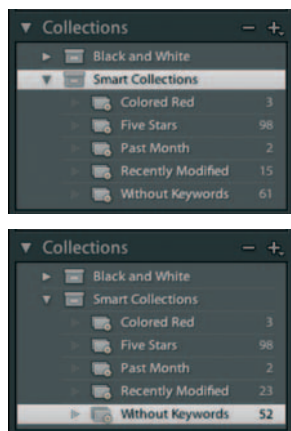 Collections
Black and White
Smart Collections
Colored Red 3
Five Stars 98
Past Month 2
Recently Modified 15
Without Keywords 61
Collections
Black and White
Smart Collections
Colored Red 3
Five Stars 98
Past Month 2
Recently Modified 23
Without Keywords 52